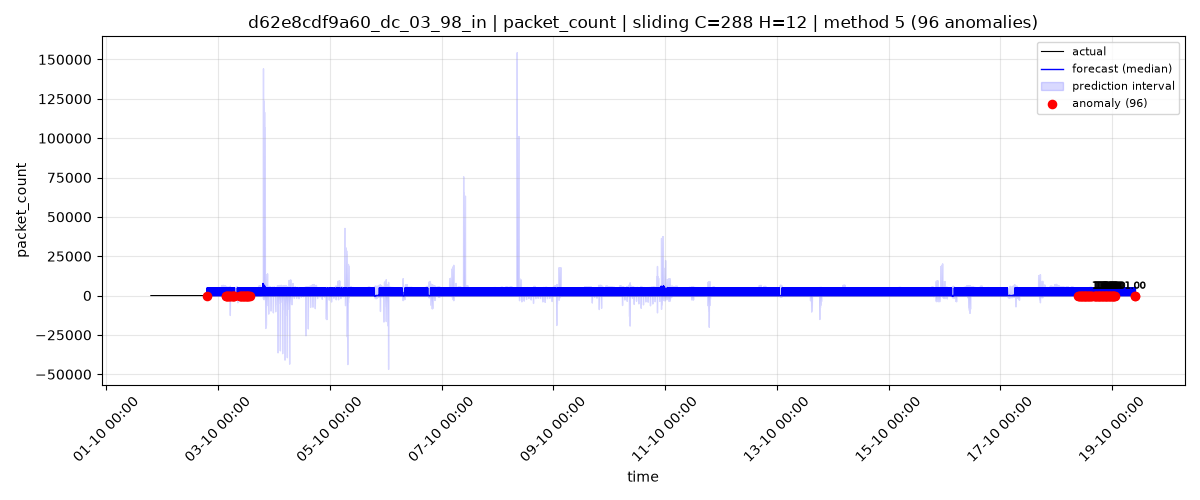 d62e8cdf9a60_dc_03_98_in | packet_count | sliding C=288 H=12 | method 5 (96 anomalies)
actual
forecast (median)
prediction interval
anomaly (96)
packet_count
150000
125000
100000
75000
50000
25000
0
−25000
−50000
01-10 00:00
03-10 00:00
05-10 00:00
07-10 00:00
09-10 00:00
11-10 00:00
13-10 00:00
15-10 00:00
17-10 00:00
19-10 00:00
time